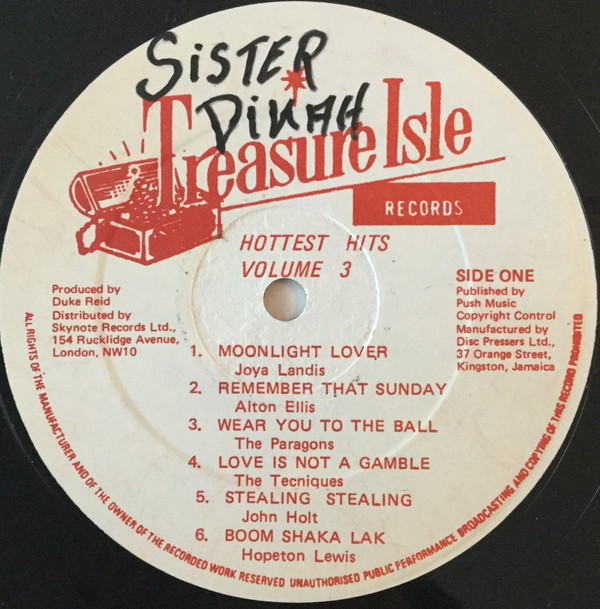 SISTER
DINAH
Treasure Isle
RECORDS
HOTTEST HITS
VOLUME 3
Produced by
Duke Reid
Distributed by
Skynote Records Ltd.,
154 Rucklidge Avenue,
London, NW10
SIDE ONE
Published by
Push Music
Copyright Control
Manufactured by
Disc Pressers Ltd.,
37 Orange Street,
Kingston, Jamaica
1. MOONLIGHT LOVER
Joya Landis
2. REMEMBER THAT SUNDAY
Alton Ellis
3. WEAR YOU TO THE BALL
The Paragons
4. LOVE IS NOT A GAMBLE
The Tecniques
5. STEALING STEALING
John Holt
6. BOOM SHAKA LAK
Hopeton Lewis
ALL RIGHTS OF THE MANUFACTURER AND OF THE OWNER OF THE RECORDED WORK RESERVED UNAUTHORISED PUBLIC PERFORMANCE BROADCASTING AND COPYING OF THIS RECORD PROHIBITED